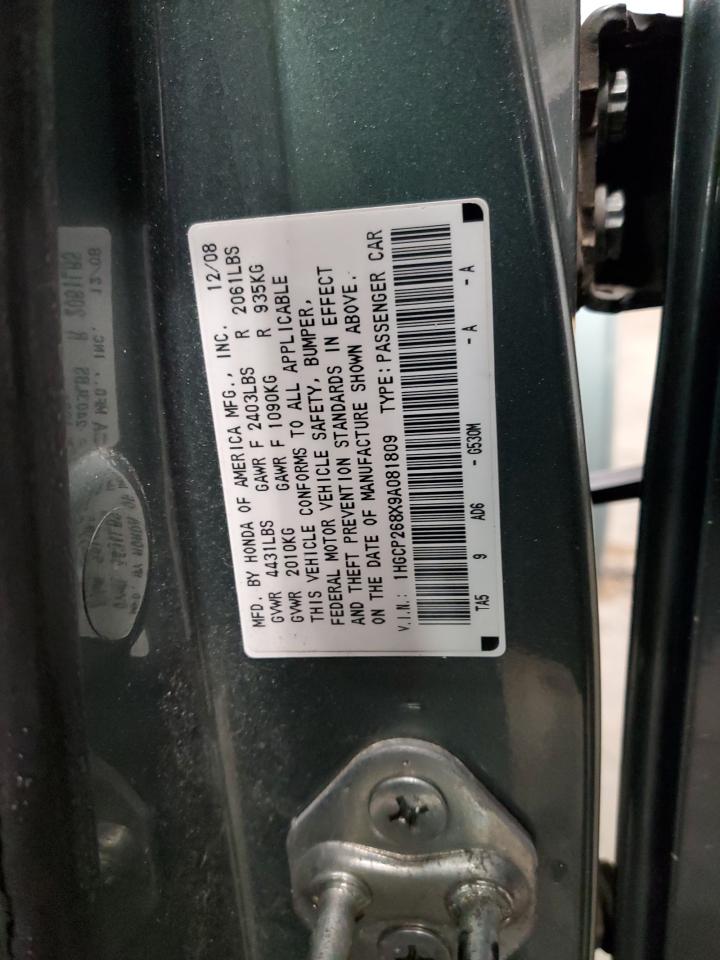 MFD. BY HONDA OF AMERICA MFG., INC. 12/08
GVWR 4431LBS GAWR F 2403LBS R 2061LBS
GVWR 2010KG GAWR F 1090KG R 935KG
THIS VEHICLE CONFORMS TO ALL APPLICABLE
FEDERAL MOTOR VEHICLE SAFETY, BUMPER,
AND THEFT PREVENTION STANDARDS IN EFFECT
ON THE DATE OF MANUFACTURE SHOWN ABOVE.
V.I.N.: 1HGCP268X9A081809 TYPE:PASSENGER CAR
TA5 9 AD6 - G530M - A - A